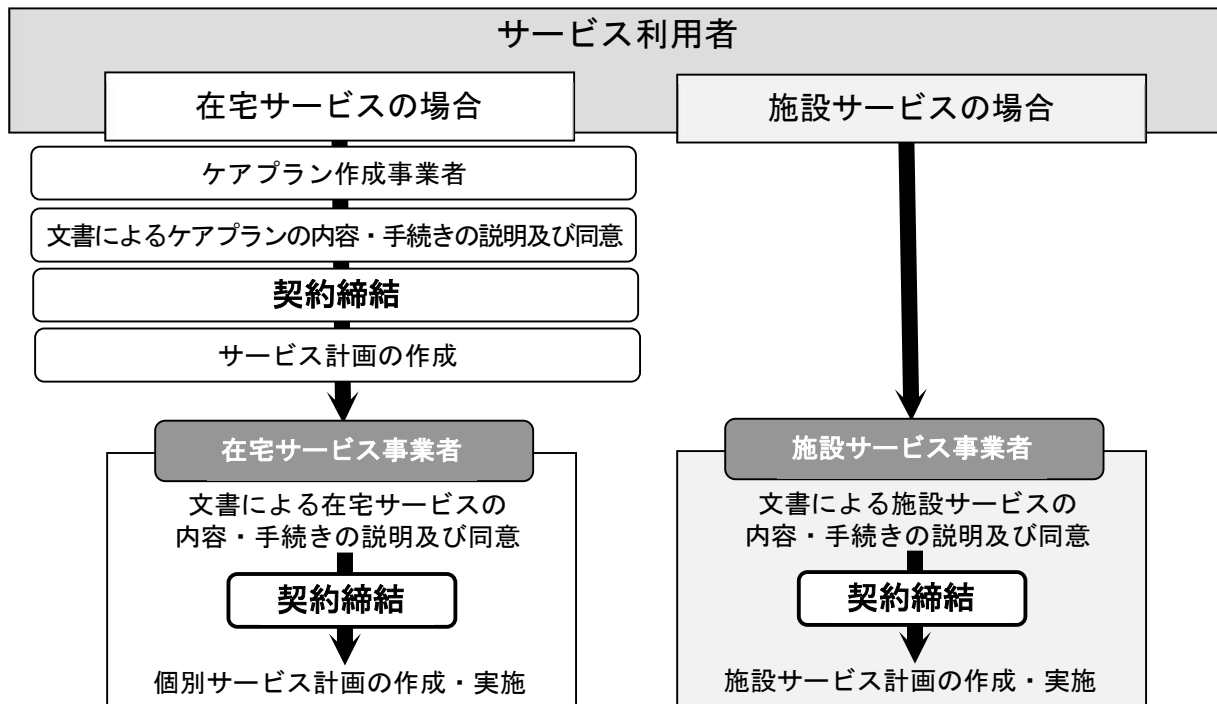 サービス利用者
在宅サービスの場合
ケアプラン作成事業者
文書によるケアプランの内容・手続きの説明及び同意
契約締結
サービス計画の作成
在宅サービス事業者
文書による在宅サービスの
内容・手続きの説明及び同意
契約締結
個別サービス計画の作成・実施
施設サービスの場合
施設サービス事業者
文書による施設サービスの
内容・手続きの説明及び同意
契約締結
施設サービス計画の作成・実施